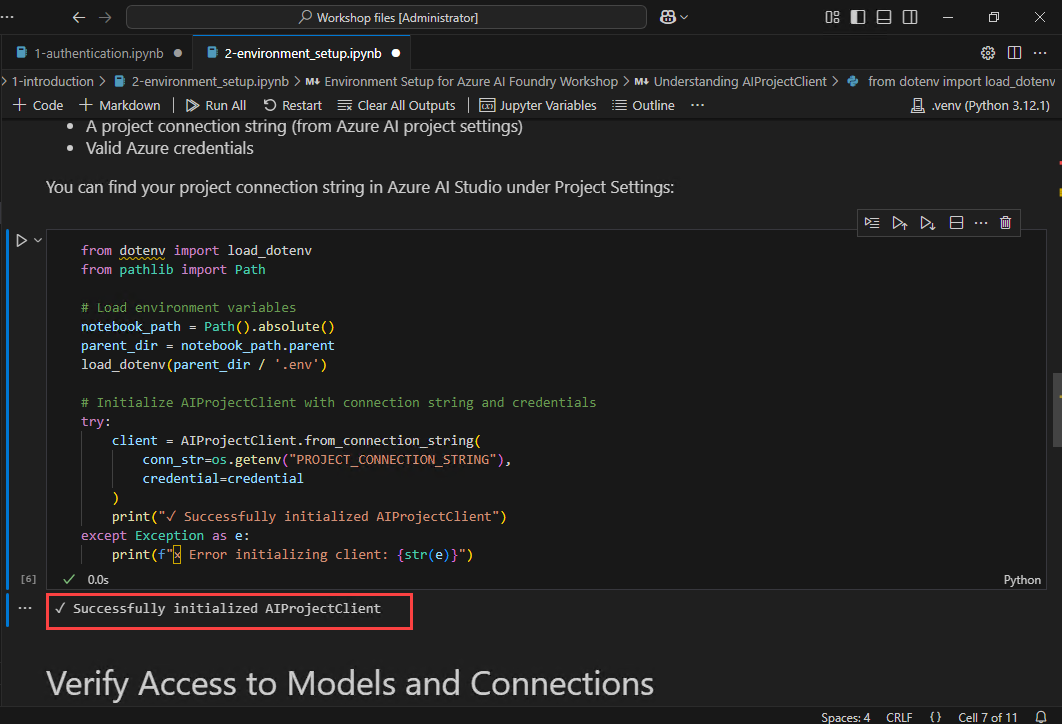 Workshop files [Administrator]
1-authentication.ipynb
2-environment_setup.ipynb
1-introduction > 2-environment_setup.ipynb > M↓ Environment Setup for Azure AI Foundry Workshop > M↓ Understanding AIProjectClient > from dotenv import load_dotenv
+ Code + Markdown | Run All Restart Clear All Outputs | Jupyter Variables Outline ··· .venv (Python 3.12.1)
• A project connection string (from Azure AI project settings)
• Valid Azure credentials
You can find your project connection string in Azure AI Studio under Project Settings:
from dotenv import load_dotenv
from pathlib import Path
# Load environment variables
notebook_path = Path().absolute()
parent_dir = notebook_path.parent
load_dotenv(parent_dir / '.env')
# Initialize AIProjectClient with connection string and credentials
try:
client = AIProjectClient.from_connection_string(
conn_str=os.getenv("PROJECT_CONNECTION_STRING"),
credential=credential
)
print("✓ Successfully initialized AIProjectClient")
except Exception as e:
print(f"× Error initializing client: {str(e)}")
[6] ✓ 0.0s Python
✓ Successfully initialized AIProjectClient
Verify Access to Models and Connections
Spaces: 4 CRLF {} Cell 7 of 11